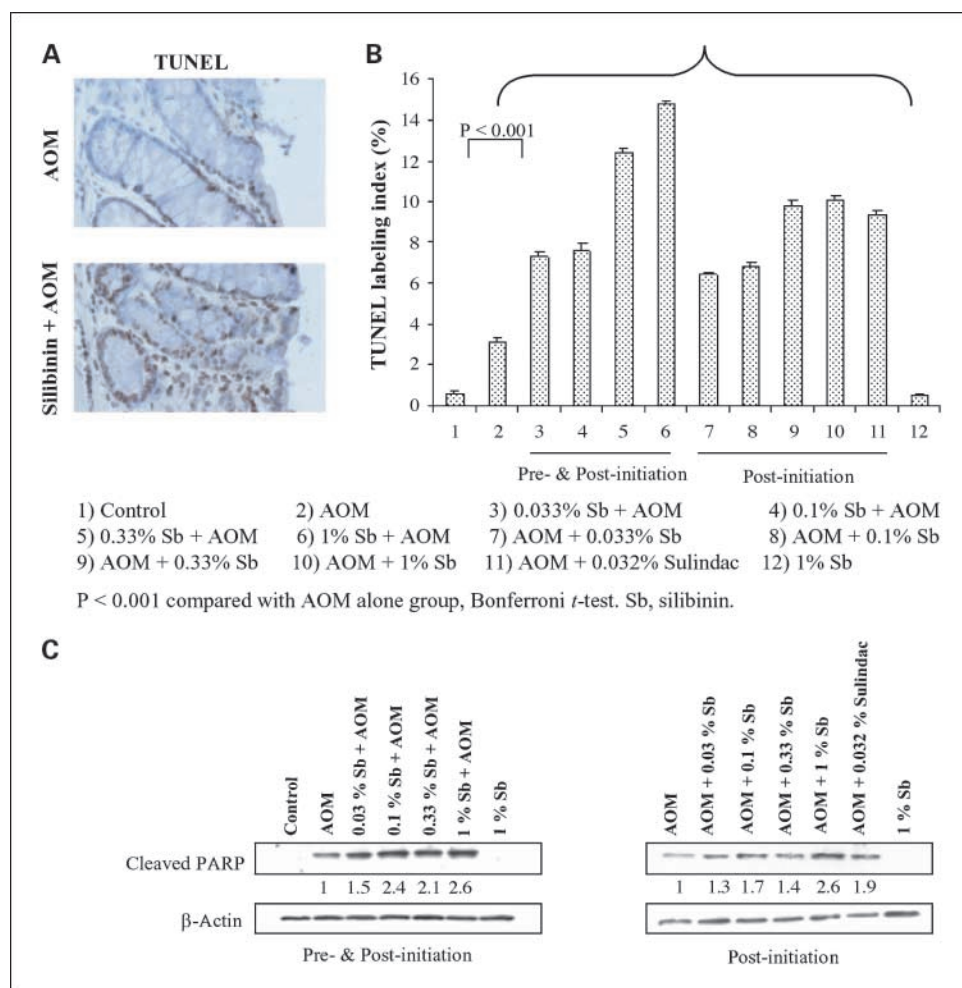 A
TUNEL
AOM
Silibinin + AOM
B
P < 0.001
TUNEL labeling index (%)
16
14
12
10
8
6
4
2
0
1 2 3 4 5 6 7 8 9 10 11 12
Pre- & Post-initiation Post-initiation
1) Control 2) AOM 3) 0.033% Sb + AOM 4) 0.1% Sb + AOM
5) 0.33% Sb + AOM 6) 1% Sb + AOM 7) AOM + 0.033% Sb 8) AOM + 0.1% Sb
9) AOM + 0.33% Sb 10) AOM + 1% Sb 11) AOM + 0.032% Sulindac 12) 1% Sb
P < 0.001 compared with AOM alone group, Bonferroni t-test. Sb, silibinin.
C
Control
AOM
0.03 % Sb + AOM
0.1 % Sb + AOM
0.33 % Sb + AOM
1 % Sb + AOM
1 % Sb
Cleaved PARP
1 1.5 2.4 2.1 2.6
β-Actin
Pre- & Post-initiation
AOM
AOM + 0.03 % Sb
AOM + 0.1 % Sb
AOM + 0.33 % Sb
AOM + 1 % Sb
AOM + 0.032 % Sulindac
1 % Sb
1 1.3 1.7 1.4 2.6 1.9
Post-initiation